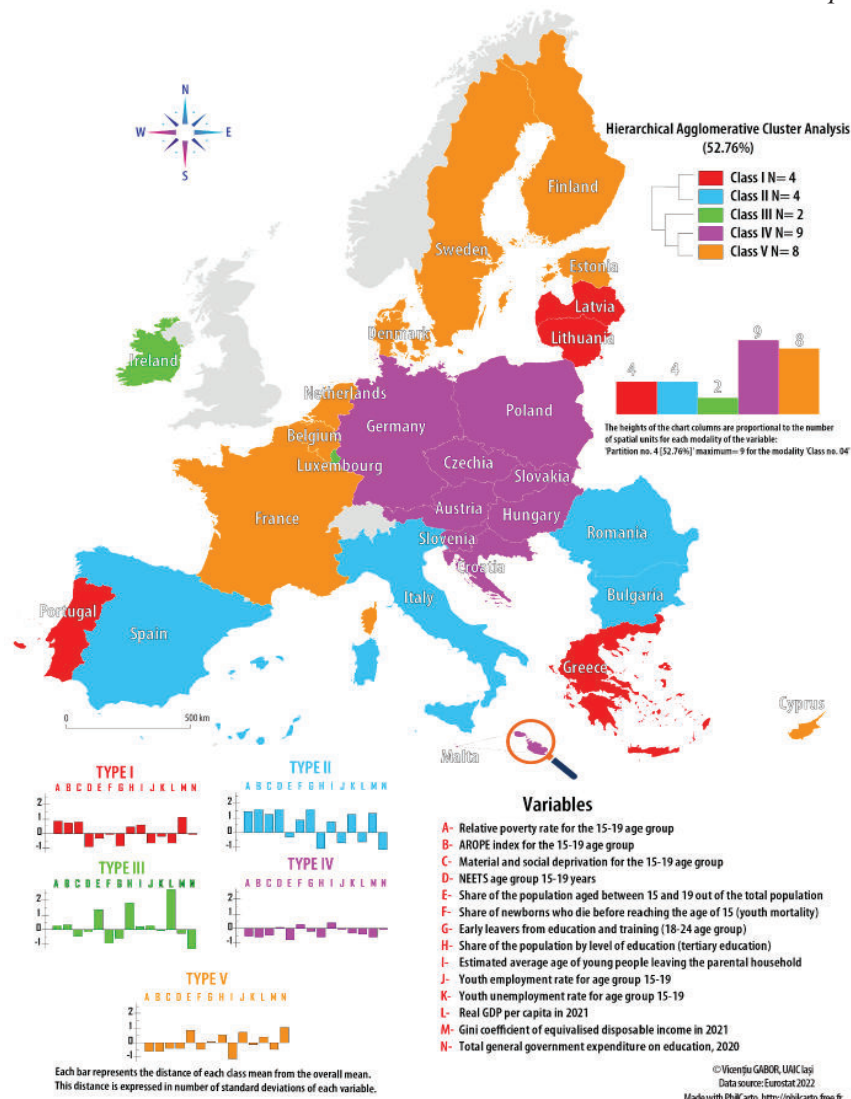 N
W
E
S
Hierarchical Agglomerative Cluster Analysis
(52.76%)
Class I N= 4
Class II N= 4
Class III N= 2
Class IV N= 9
Class V N= 8
Finland
Sweden
Estonia
Latvia
Lithuania
Denmark
Ireland
Netherlands
Belgium
Luxembourg
Germany
Poland
Czechia
Slovakia
Austria
Hungary
Slovenia
Croatia
France
Romania
Bulgaria
Italy
Portugal
Spain
Greece
Cyprus
Malta
4
4
2
9
8
The heights of the chart columns are proportional to the number
of spatial units for each modality of the variable:
'Partition no. 4 [52.76%]' maximum= 9 for the modality 'Class no. 04'
0
500 km
TYPE I
A B C D E F G H I J K L M N
2
1
0
-1
TYPE II
A B C D E F G H I J K L M N
2
1
0
-1
TYPE III
A B C D E F G H I J K L M N
2
1
0
-1
TYPE IV
A B C D E F G H I J K L M N
2
1
0
-1
TYPE V
A B C D E F G H I J K L M N
2
1
0
-1
Each bar represents the distance of each class mean from the overall mean.
This distance is expressed in number of standard deviations of each variable.
Variables
A- Relative poverty rate for the 15-19 age group
B- AROPE index for the 15-19 age group
C- Material and social deprivation for the 15-19 age group
D- NEETS age group 15-19 years
E- Share of the population aged between 15 and 19 out of the total population
F- Share of newborns who die before reaching the age of 15 (youth mortality)
G- Early leavers from education and training (18-24 age group)
H- Share of the population by level of education (tertiary education)
I- Estimated average age of young people leaving the parental household
J- Youth employment rate for age group 15-19
K- Youth unemployment rate for age group 15-19
L- Real GDP per capita in 2021
M- Gini coefficient of equivalised disposable income in 2021
N- Total general government expenditure on education, 2020
©Vicențiu GABOR, UAIC Iași
Data source: Eurostat 2022
Made with PhilCarto, http://philcarto.free.fr